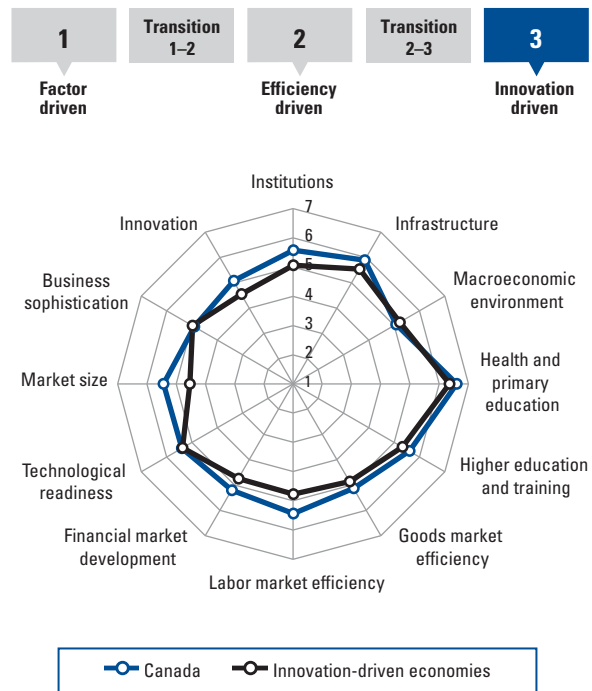 1
Transition
1–2
2
Transition
2–3
3
Factor
driven
Efficiency
driven
Innovation
driven
Institutions
Innovation
Infrastructure
Business
sophistication
Macroeconomic
environment
Market size
Health and
primary
education
Technological
readiness
Higher education
and training
Financial market
development
Goods market
efficiency
Labor market efficiency
7
6
5
4
3
2
1
Canada
Innovation-driven economies